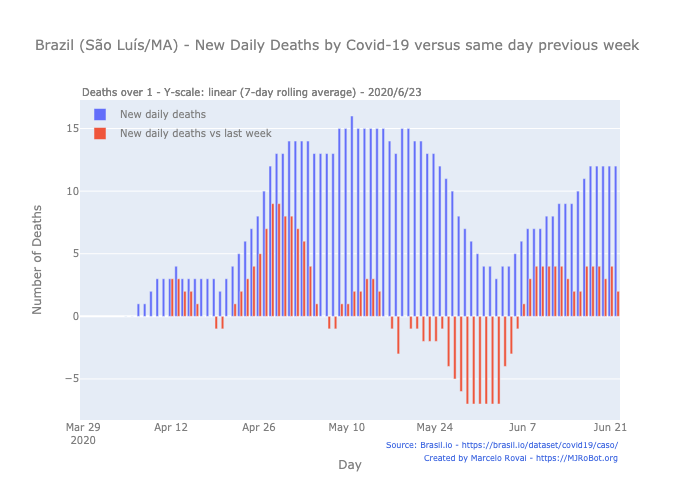 Brazil (São Luís/MA) - New Daily Deaths by Covid-19 versus same day previous week
Deaths over 1 - Y-scale: linear (7-day rolling average) - 2020/6/23
New daily deaths
New daily deaths vs last week
Number of Deaths
15
10
5
0
−5
Mar 29
2020
Apr 12
Apr 26
May 10
May 24
Jun 7
Jun 21
Day
Source: Brasil.io - https://brasil.io/dataset/covid19/caso/
Created by Marcelo Rovai - https://MJRoBot.org